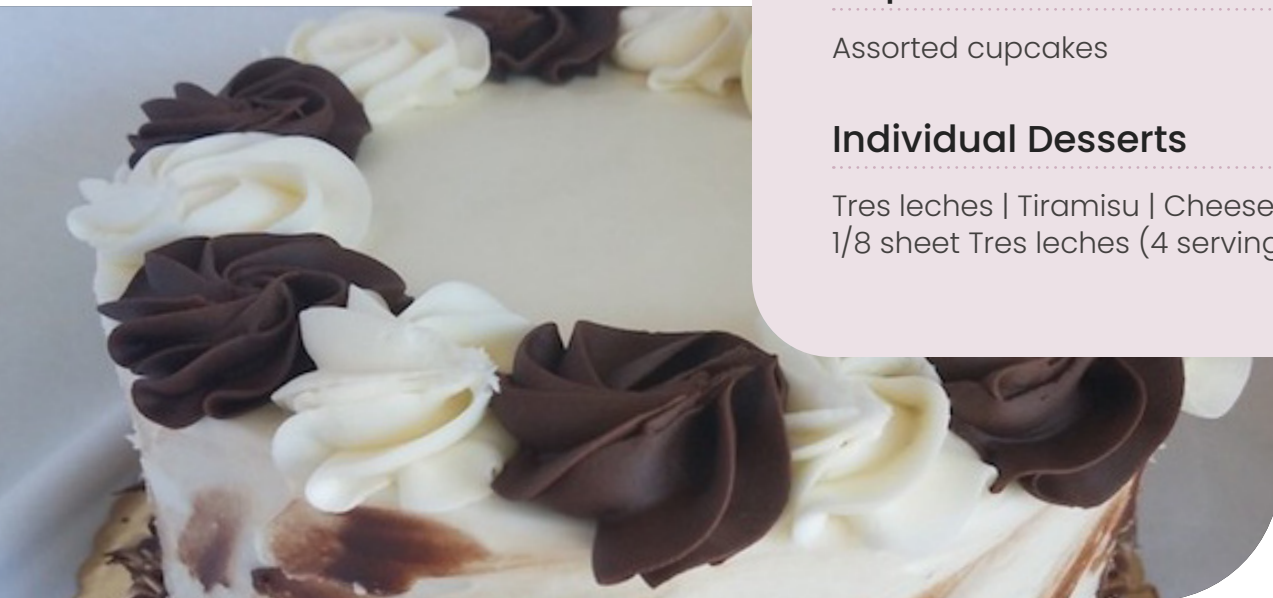 Assorted cupcakes
Individual Desserts
Tres leches | Tiramisu | Cheese
1/8 sheet Tres leches (4 serving